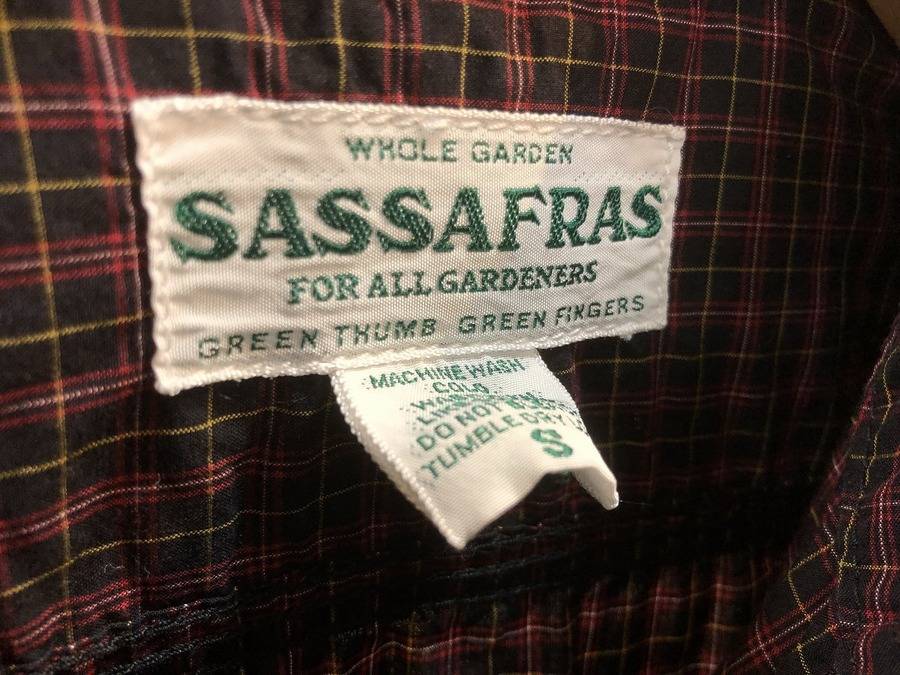 WHOLE GARDEN
SASSAFRAS
FOR ALL GARDENERS
GREEN THUMB GREEN FINGERS
MACHINE WASH
COLD
DO NOT
TUMBLE DRY
S